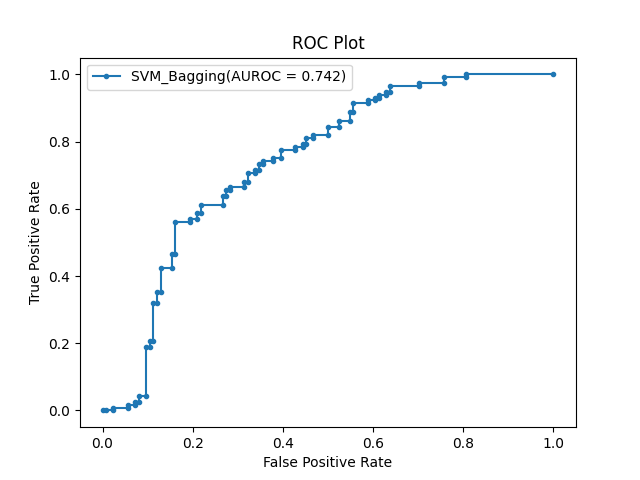 ROC Plot
SVM_Bagging(AUROC = 0.742)
True Positive Rate
1.0
0.8
0.6
0.4
0.2
0.0
0.0 0.2 0.4 0.6 0.8 1.0
False Positive Rate